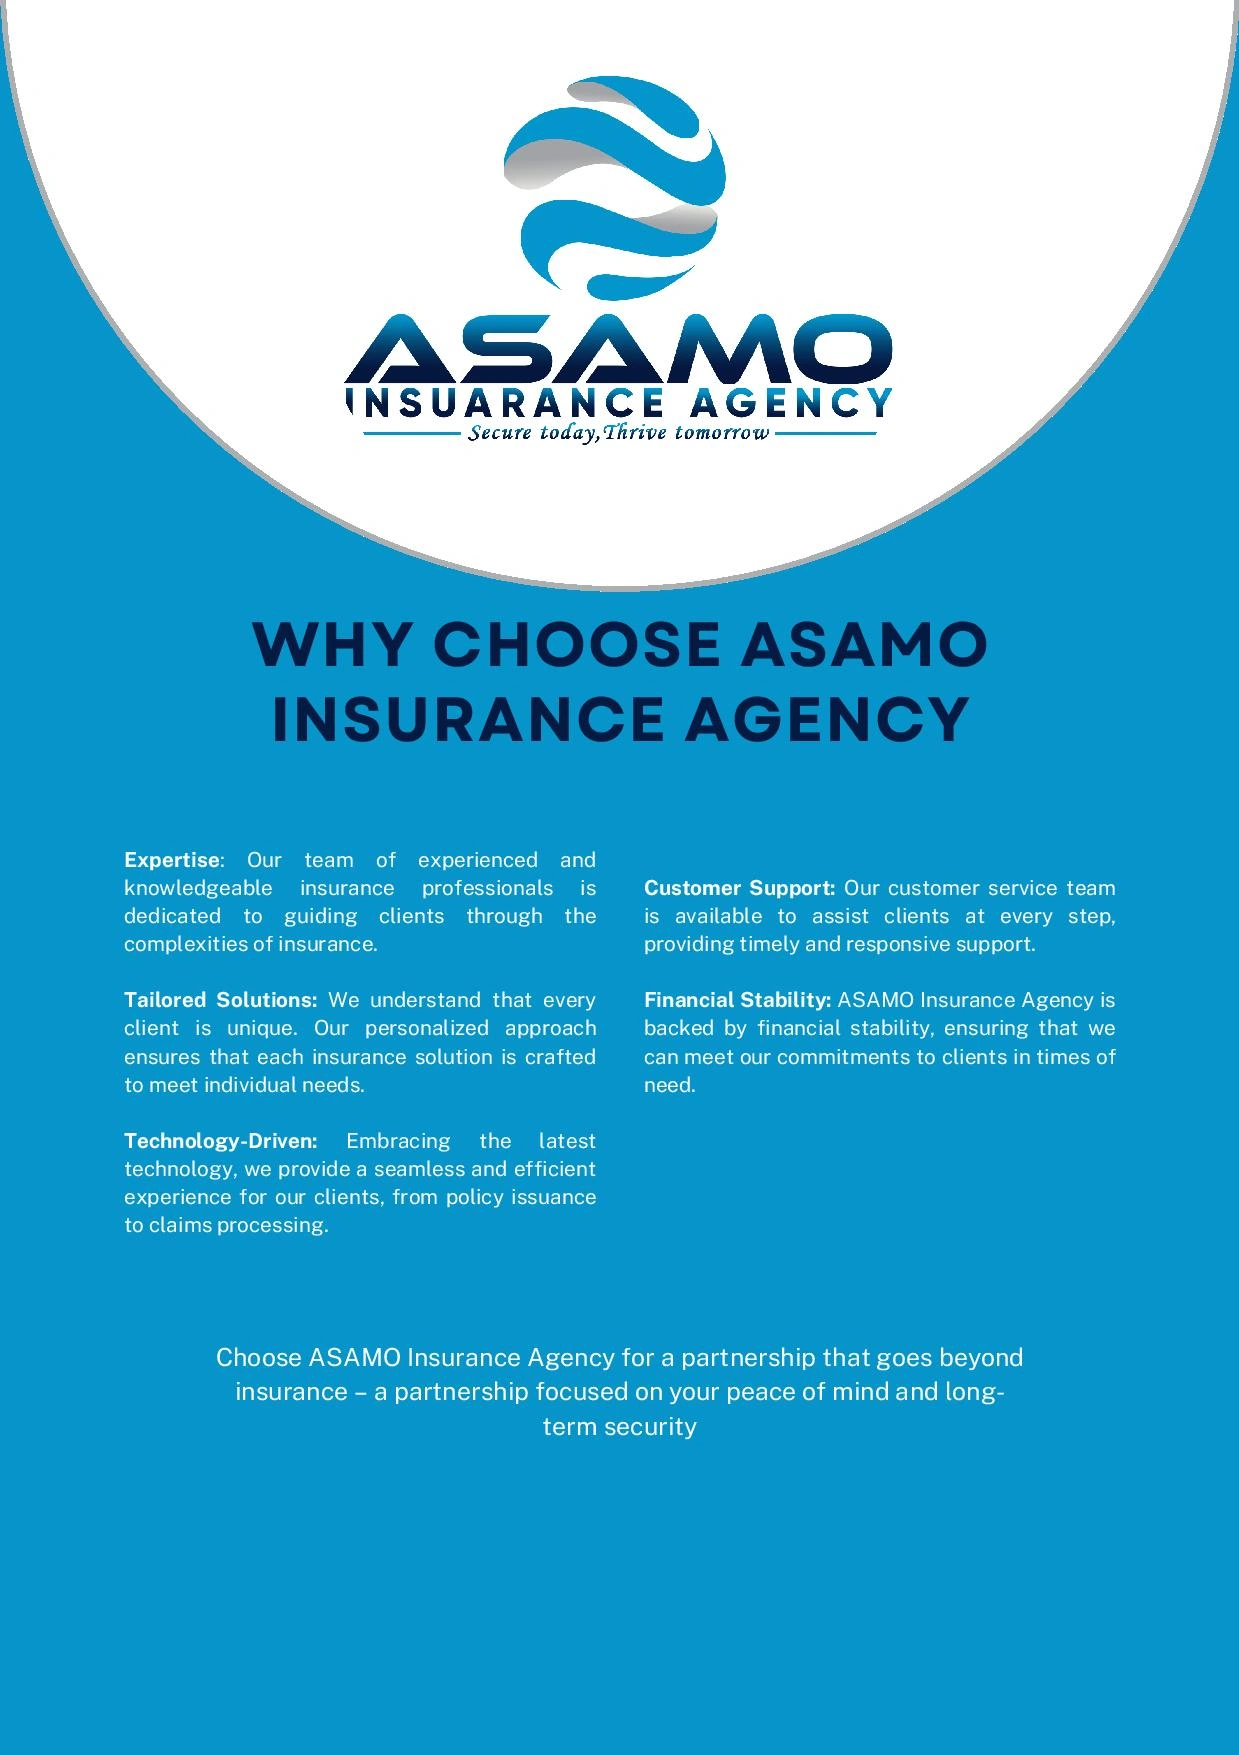 ASAMO
INSUARANCE AGENCY
Secure today,Thrive tomorrow
WHY CHOOSE ASAMO
INSURANCE AGENCY
Expertise: Our team of experienced and
knowledgeable insurance professionals is
dedicated to guiding clients through the
complexities of insurance.
Tailored Solutions: We understand that every
client is unique. Our personalized approach
ensures that each insurance solution is crafted
to meet individual needs.
Technology-Driven: Embracing the latest
technology, we provide a seamless and efficient
experience for our clients, from policy issuance
to claims processing.
Customer Support: Our customer service team
is available to assist clients at every step,
providing timely and responsive support.
Financial Stability: ASAMO Insurance Agency is
backed by financial stability, ensuring that we
can meet our commitments to clients in times of
need.
Choose ASAMO Insurance Agency for a partnership that goes beyond
insurance – a partnership focused on your peace of mind and long-
term security